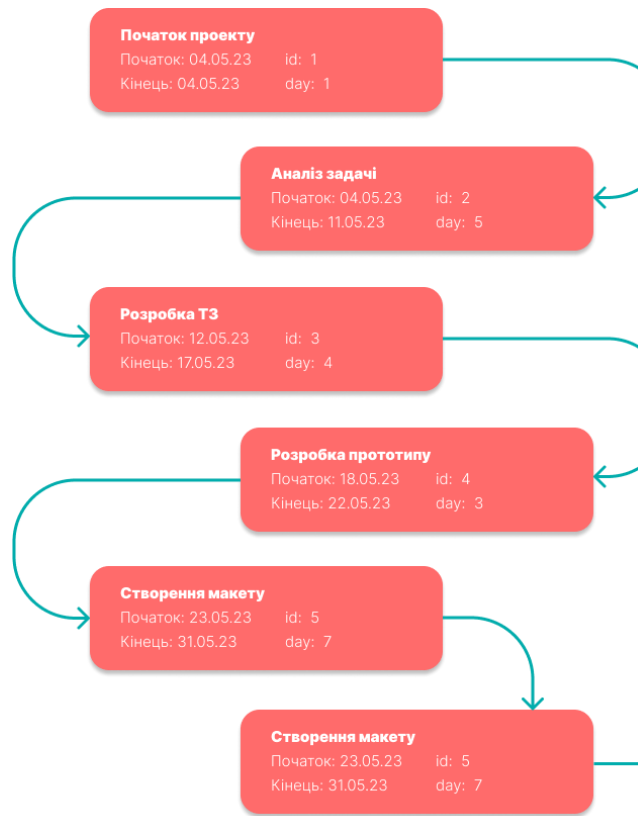 Початок проекту
Початок: 04.05.23 id: 1
Кінець: 04.05.23 day: 1
Аналіз задачі
Початок: 04.05.23 id: 2
Кінець: 11.05.23 day: 5
Розробка ТЗ
Початок: 12.05.23 id: 3
Кінець: 17.05.23 day: 4
Розробка прототипу
Початок: 18.05.23 id: 4
Кінець: 22.05.23 day: 3
Створення макету
Початок: 23.05.23 id: 5
Кінець: 31.05.23 day: 7
Створення макету
Початок: 23.05.23 id: 5
Кінець: 31.05.23 day: 7